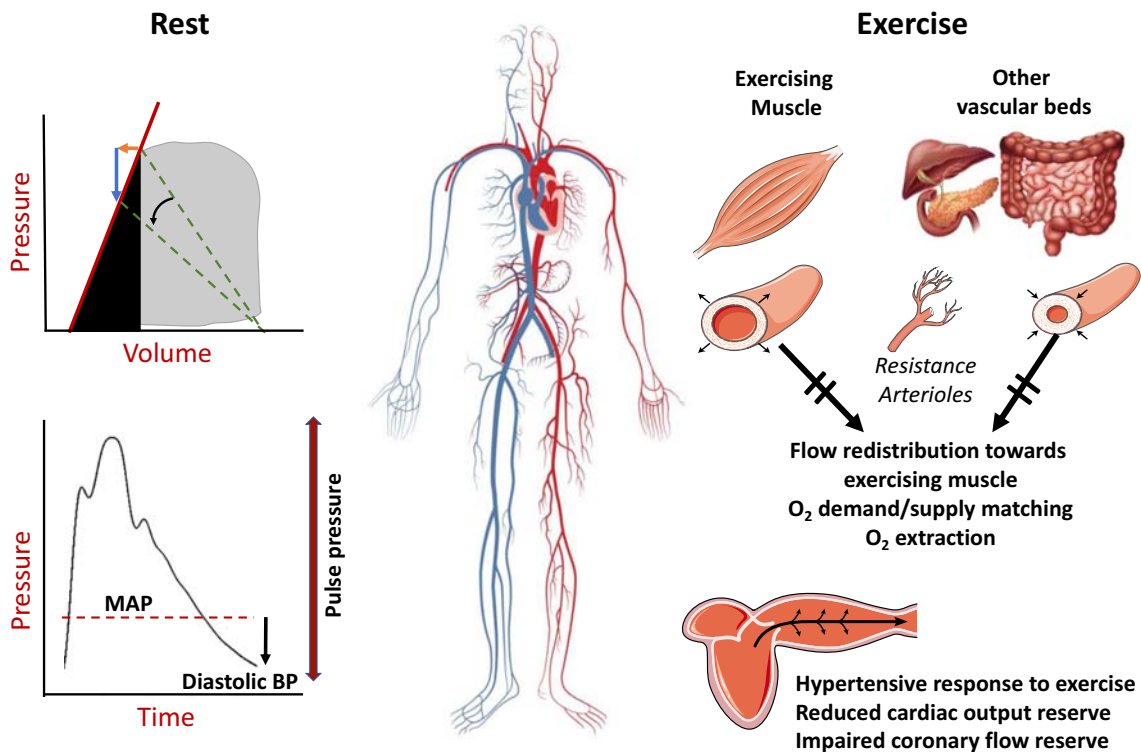 Rest
Pressure
Volume
Pressure
MAP
Diastolic BP
Time
Pulse pressure
Exercise
Exercising
Muscle
Other
vascular beds
Resistance
Arterioles
Flow redistribution towards
exercising muscle
O₂ demand/supply matching
O₂ extraction
Hypertensive response to exercise
Reduced cardiac output reserve
Impaired coronary flow reserve